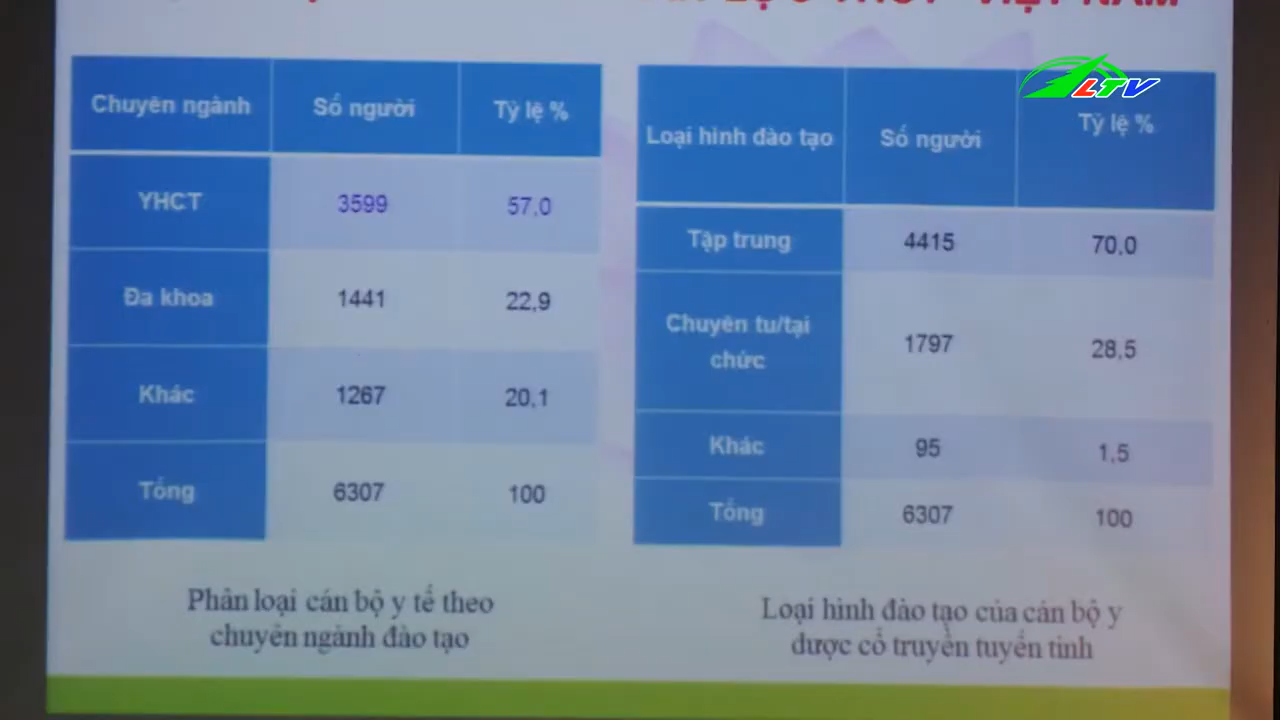 VIỆT NAM
LTV
Chuyên ngành Số người Tỷ lệ %
YHCT 3599 57,0
Đa khoa 1441 22,9
Khác 1267 20,1
Tổng 6307 100
Phân loại cán bộ y tế theo
chuyên ngành đào tạo
Loại hình đào tạo Số người Tỷ lệ %
Tập trung 4415 70,0
Chuyên tu/tại
chức 1797 28,5
Khác 95 1,5
Tổng 6307 100
Loại hình đào tạo của cán bộ y
dược cổ truyền tuyến tỉnh